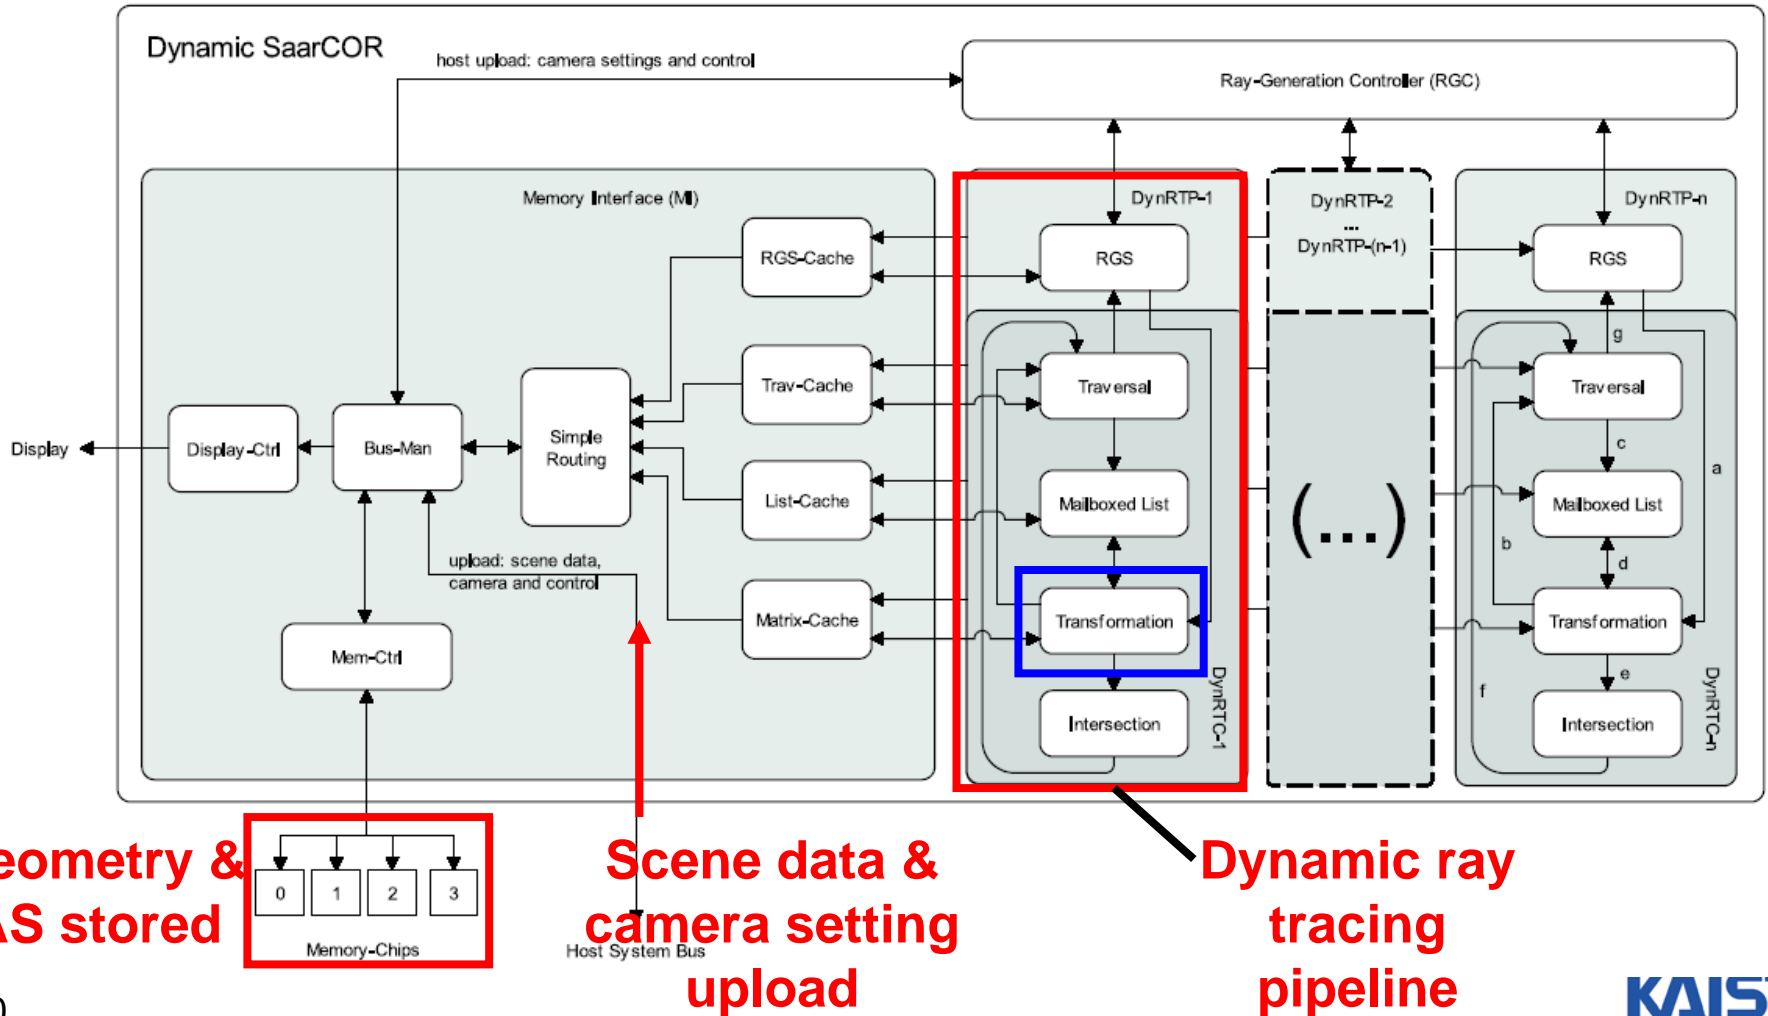 Dynamic SaarCOR
host upload: camera settings and control
Ray-Generation Controller (RGC)
Memory Interface (MI)
DynRTP-1
DynRTP-2
...
DynRTP-(n-1)
DynRTP-n
RGS-Cache
RGS
RGS
g
Trav-Cache
Traversal
Traversal
Display
Display-Ctrl
Bus-Man
Simple
Routing
c
a
List-Cache
Mailboxed List
(...)
Mailboxed List
b
d
upload: scene data,
camera and control
Matrix-Cache
Transformation
Transformation
Mem-Ctrl
e
f
DynRTC-1
DynRTC-n
Intersection
Intersection
eometry &
AS stored
0
1
2
3
Memory-Chips
Scene data &
camera setting
upload
Host System Bus
Dynamic ray
tracing
pipeline
KAIST